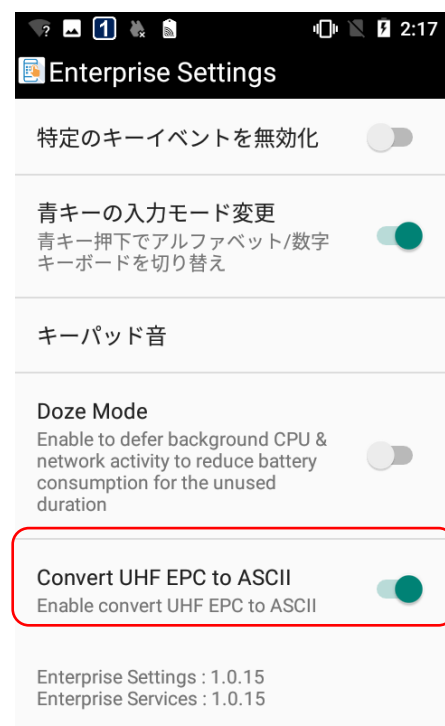 1
2:17
Enterprise Settings
特定のキーイベントを無効化
青キーの入力モード変更
青キー押下でアルファベット/数字
キーボードを切り替え
キーパッド音
Doze Mode
Enable to defer background CPU &
network activity to reduce battery
consumption for the unused
duration
Convert UHF EPC to ASCII
Enable convert UHF EPC to ASCII
Enterprise Settings : 1.0.15
Enterprise Services : 1.0.15